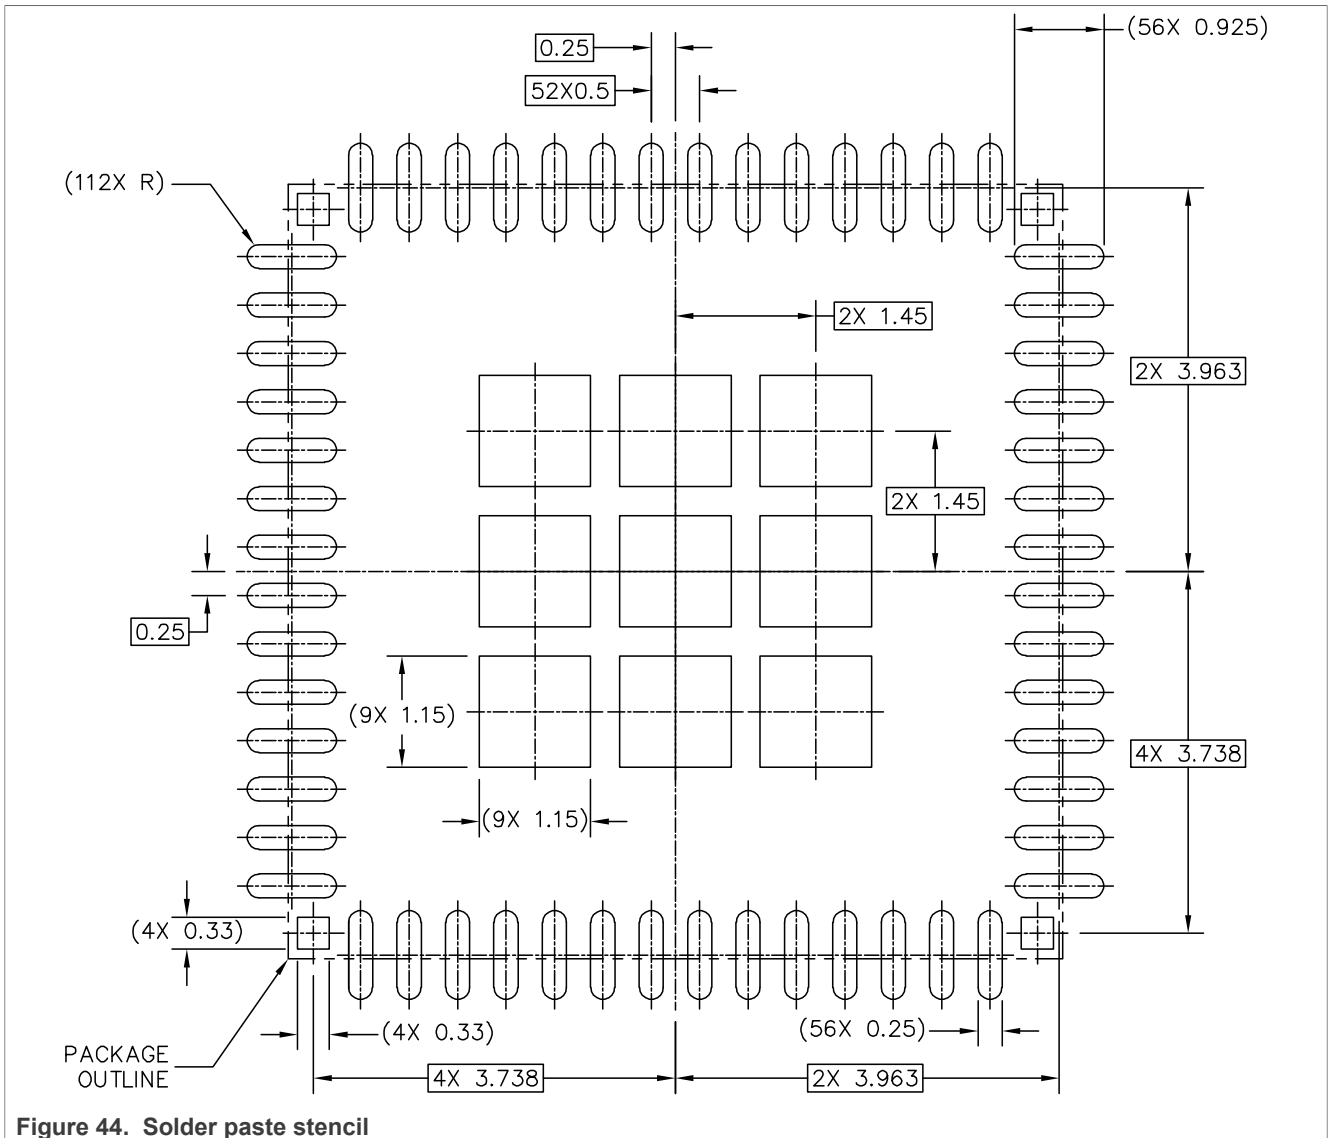 (56X 0.925)
0.25
52X0.5
(112X R)
2X 1.45
2X 3.963
2X 1.45
0.25
(9X 1.15)
4X 3.738
(9X 1.15)
(4X 0.33)
(4X 0.33)
(56X 0.25)
PACKAGE
OUTLINE
4X 3.738
2X 3.963
Figure 44. Solder paste stencil